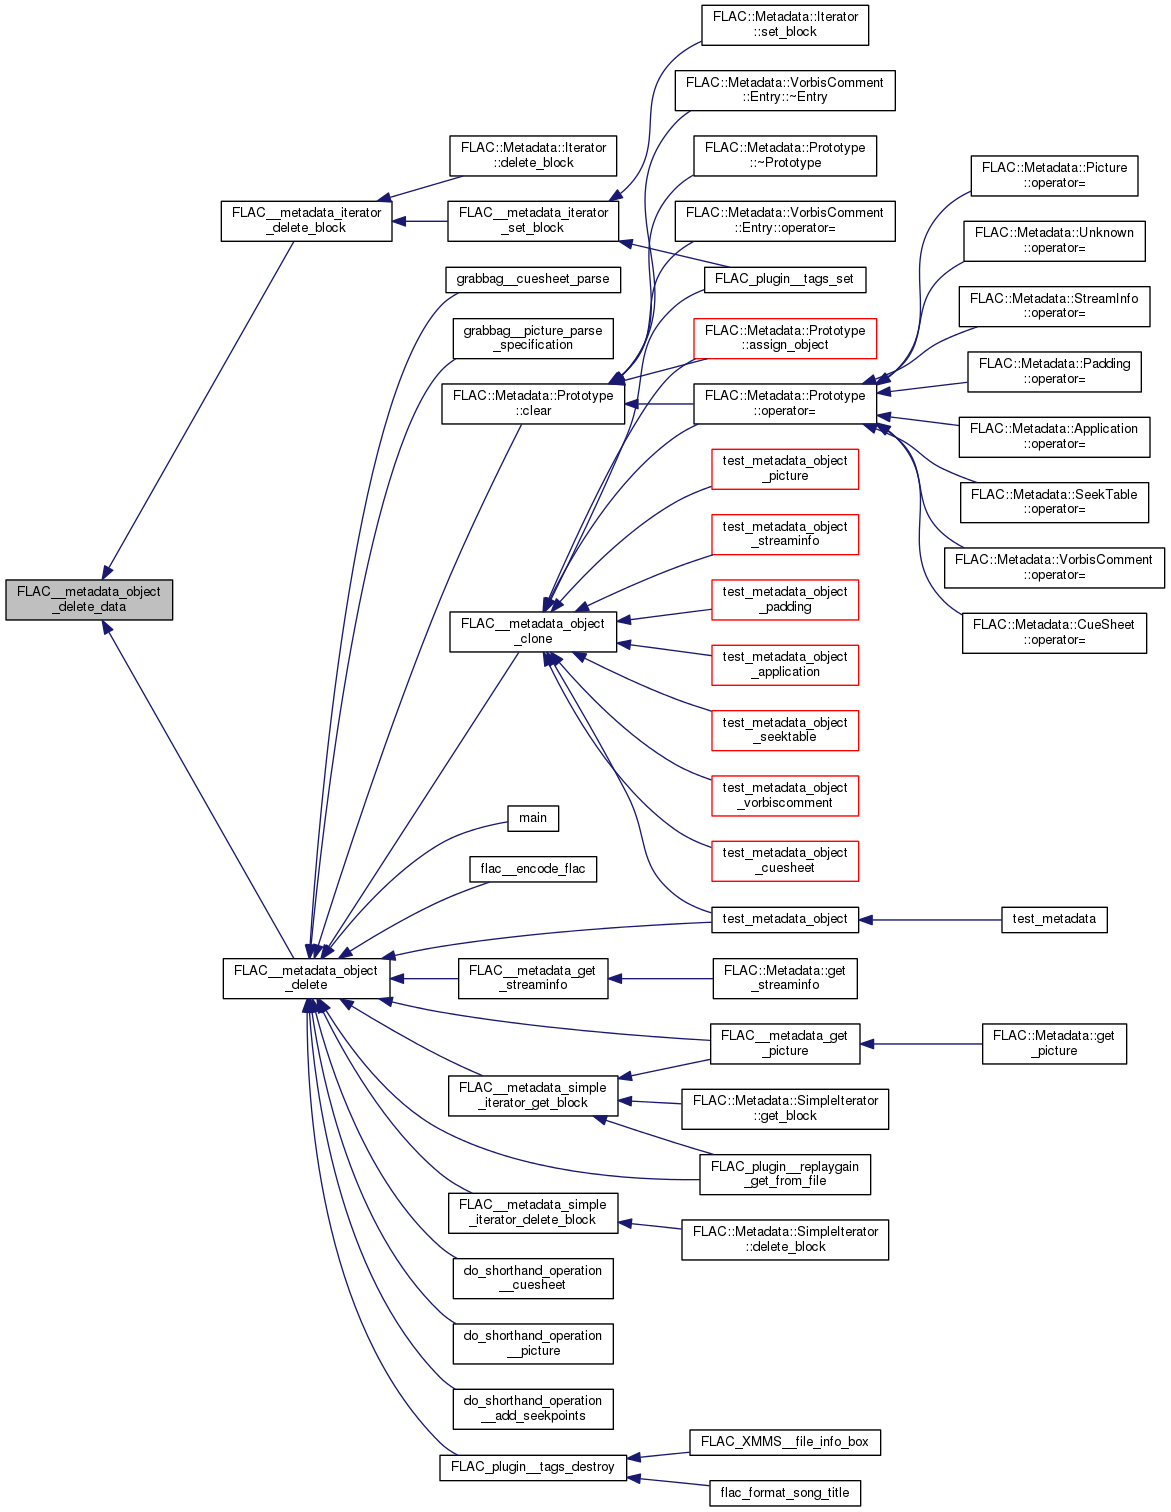 FLAC::Metadata::Iterator
::set_block
FLAC::Metadata::VorbisComment
::Entry::~Entry
FLAC::Metadata::Iterator
::delete_block
FLAC::Metadata::Prototype
::~Prototype
FLAC::Metadata::Picture
::operator=
FLAC__metadata_iterator
_delete_block
FLAC__metadata_iterator
_set_block
FLAC::Metadata::VorbisComment
::Entry::operator=
FLAC::Metadata::Unknown
::operator=
grabbag__cuesheet_parse
FLAC_plugin__tags_set
FLAC::Metadata::StreamInfo
::operator=
grabbag__picture_parse
_specification
FLAC::Metadata::Prototype
::assign_object
FLAC::Metadata::Padding
::operator=
FLAC::Metadata::Prototype
::clear
FLAC::Metadata::Prototype
::operator=
FLAC::Metadata::Application
::operator=
test_metadata_object
_picture
FLAC::Metadata::SeekTable
::operator=
test_metadata_object
_streaminfo
FLAC::Metadata::VorbisComment
::operator=
FLAC__metadata_object
_delete_data
test_metadata_object
_padding
FLAC__metadata_object
_clone
FLAC::Metadata::CueSheet
::operator=
test_metadata_object
_application
test_metadata_object
_seektable
test_metadata_object
_vorbiscomment
main
test_metadata_object
_cuesheet
flac__encode_flac
test_metadata_object
test_metadata
FLAC__metadata_object
_delete
FLAC__metadata_get
_streaminfo
FLAC::Metadata::get
_streaminfo
FLAC__metadata_get
_picture
FLAC::Metadata::get
_picture
FLAC__metadata_simple
_iterator_get_block
FLAC::Metadata::SimpleIterator
::get_block
FLAC_plugin__replaygain
_get_from_file
FLAC__metadata_simple
_iterator_delete_block
FLAC::Metadata::SimpleIterator
::delete_block
do_shorthand_operation
__cuesheet
do_shorthand_operation
__picture
do_shorthand_operation
__add_seekpoints
FLAC_plugin__tags_destroy
FLAC_XMMS__file_info_box
flac_format_song_title